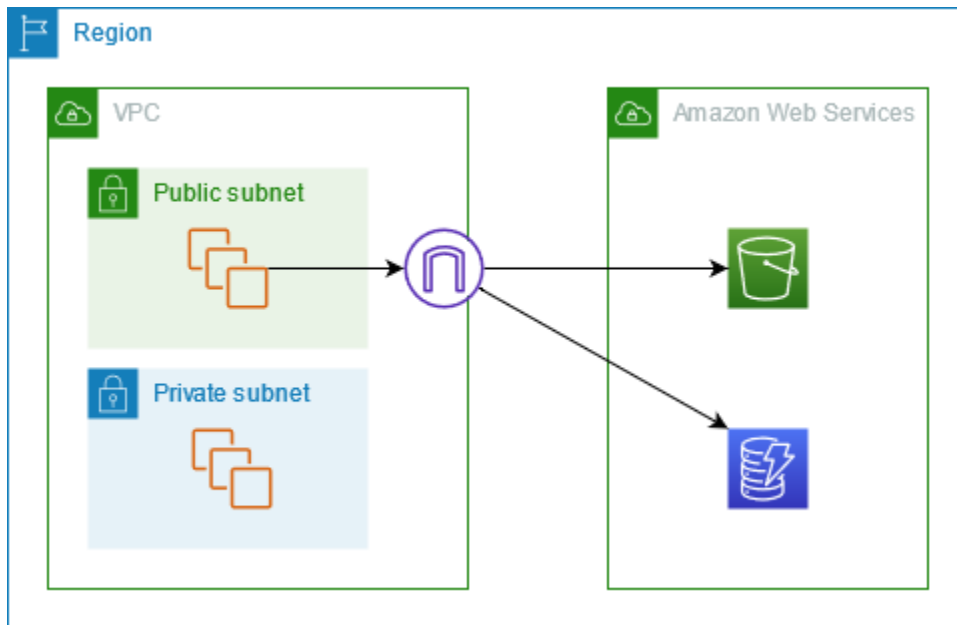 Region
VPC
Amazon Web Services
Public subnet
Private subnet